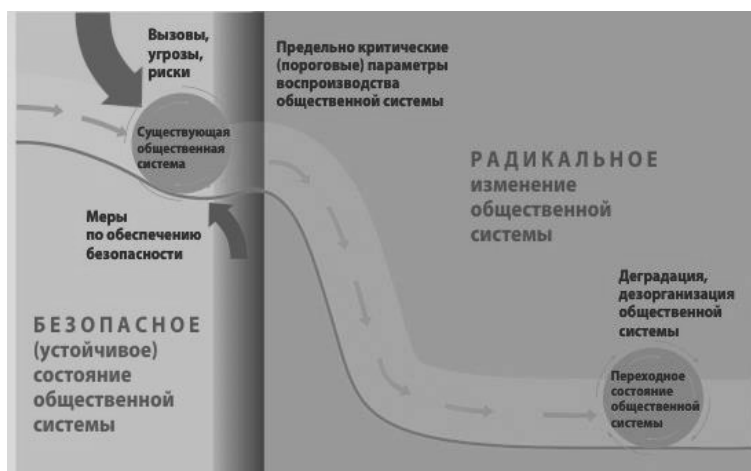 Вызовы,
угрозы,
риски
Предельно критические
(пороговые) параметры
воспроизводства
общественной системы
Существующая
общественная
система
РАДИКАЛЬНОЕ
изменение
общественной
системы
Меры
по обеспечению
безопасности
БЕЗОПАСНОЕ
(устойчивое)
состояние
общественной
системы
Деградация,
дезорганизация
общественной
системы
Переходное
состояние
общественной
системы